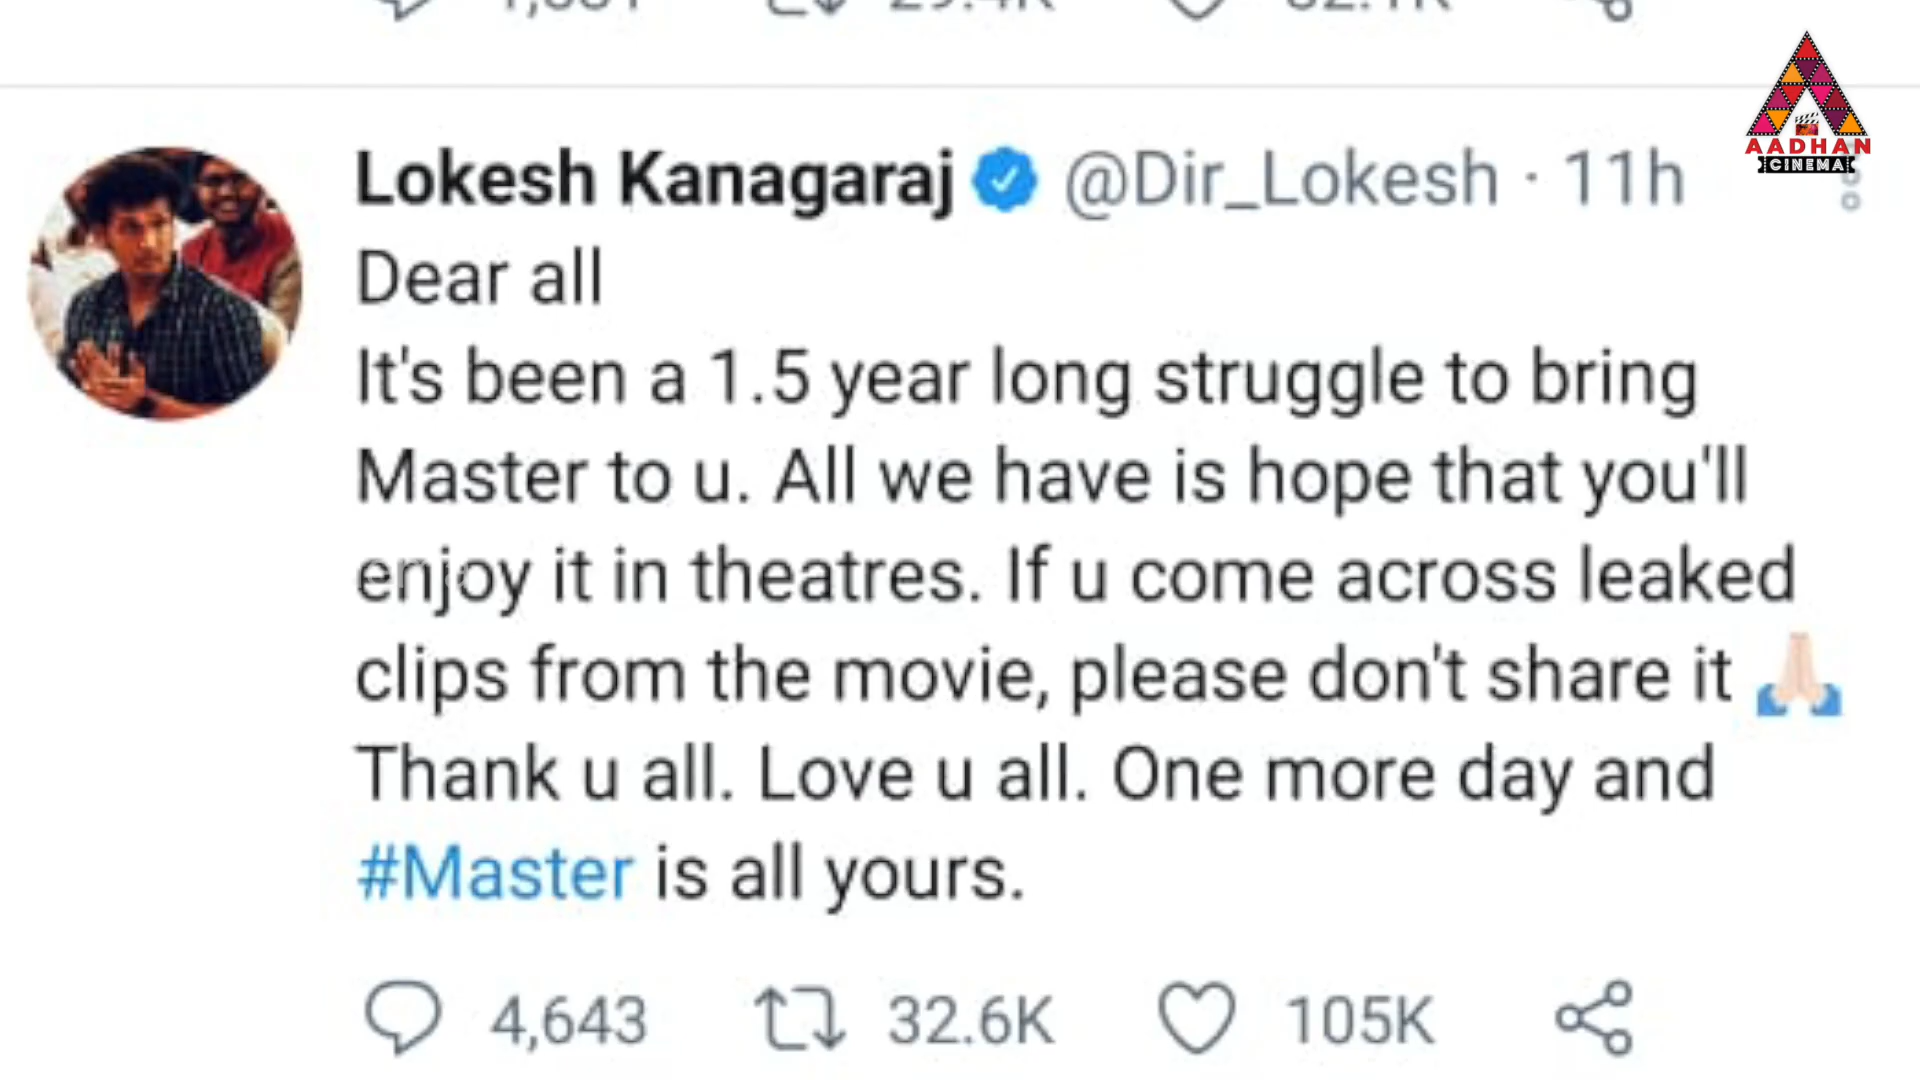 AADHAN
CINEMA
Lokesh Kanagaraj @Dir_Lokesh · 11h
Dear all
It's been a 1.5 year long struggle to bring
Master to u. All we have is hope that you'll
enjoy it in theatres. If u come across leaked
clips from the movie, please don't share it 🙏🏻
Thank u all. Love u all. One more day and
#Master is all yours.
4,643 32.6K 105K